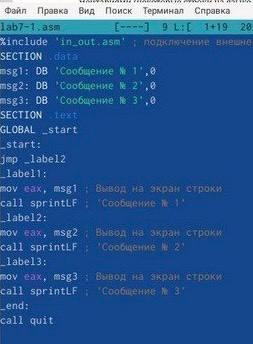 Файл Правка Вид Поиск Терминал Справка
lab7-1.asm [----] 9 L:[ 1+19 20
%include 'in_out.asm' ; подключение внешне
SECTION .data
msg1: DB 'Сообщение № 1',0
msg2: DB 'Сообщение № 2',0
msg3: DB 'Сообщение № 3',0
SECTION .text
GLOBAL _start
_start:
jmp _label2
_label1:
mov eax, msg1 ; Вывод на экран строки
call sprintLF ; 'Сообщение № 1'
_label2:
mov eax, msg2 ; Вывод на экран строки
call sprintLF ; 'Сообщение № 2'
_label3:
mov eax, msg3 ; Вывод на экран строки
call sprintLF ; 'Сообщение № 3'
_end:
call quit